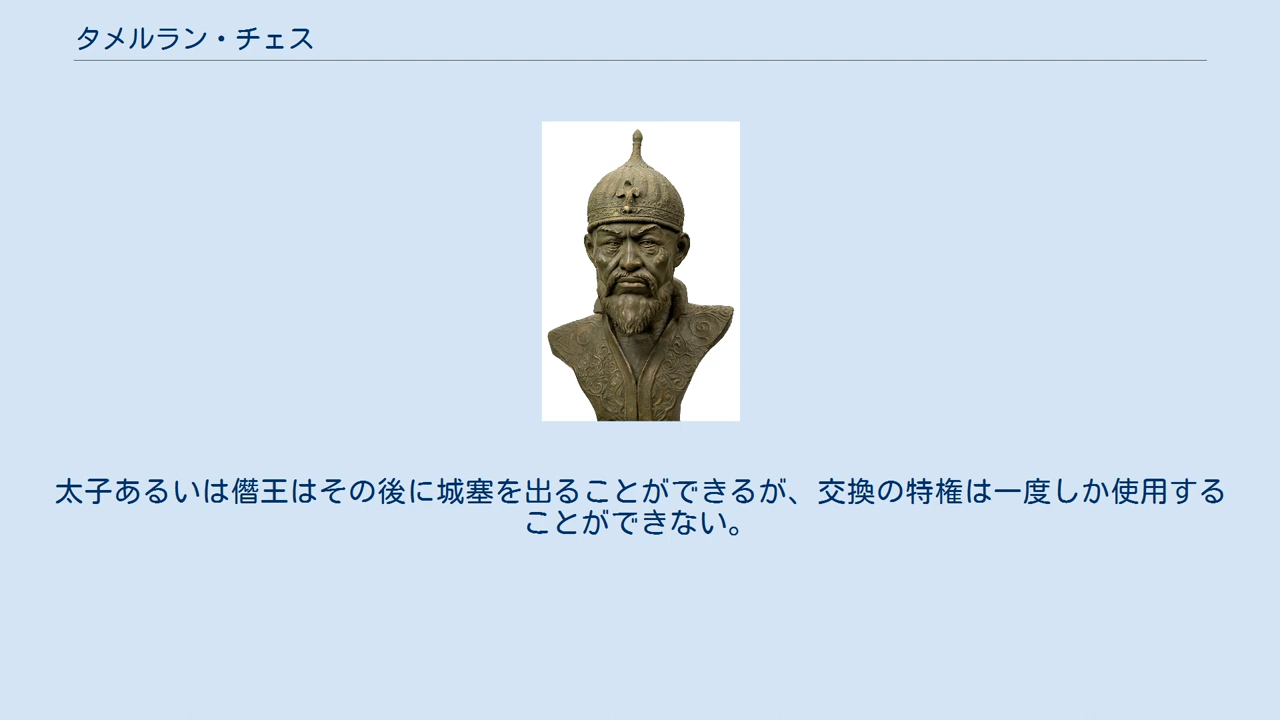 タメルラン・チェス
太子あるいは僭王はその後に城塞を出ることができるが、交換の特権は一度しか使用する
ことができない。